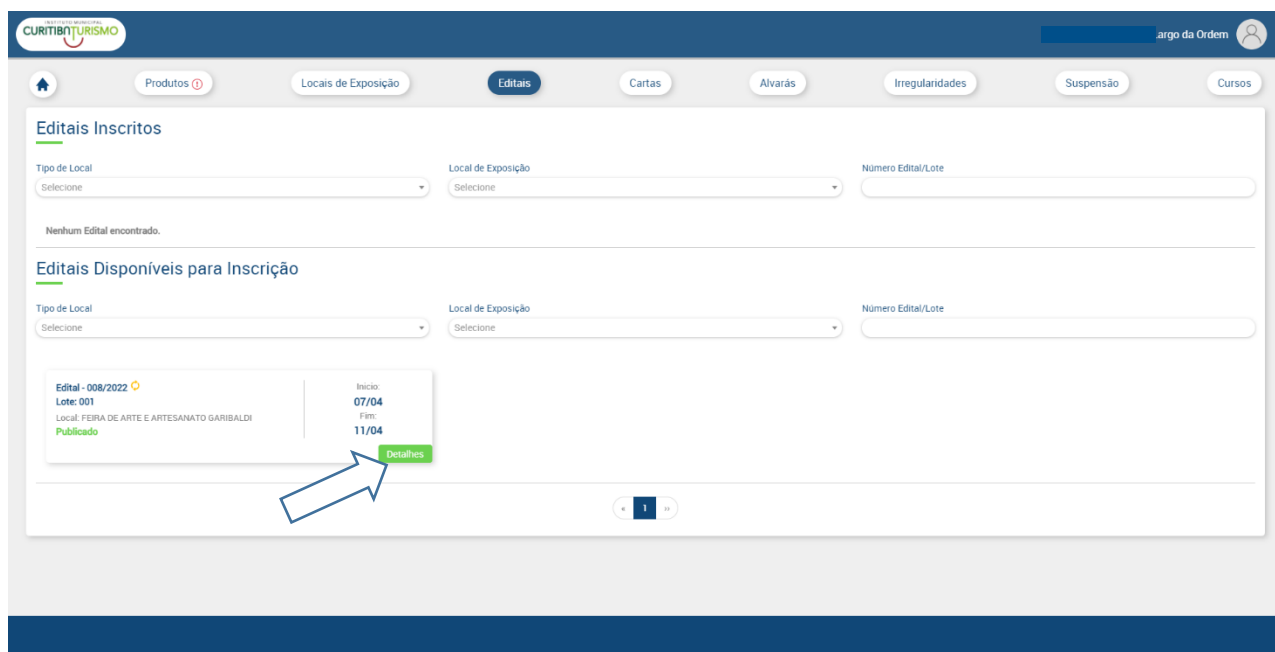 INSTITUTO MUNICIPAL
CURITIBA TURISMO
argo da Ordem
Produtos
Locais de Exposição
Editais
Cartas
Alvarás
Irregularidades
Suspensão
Cursos
Editais Inscritos
Tipo de Local
Local de Exposição
Número Edital/Lote
Selecione
Selecione
Nenhum Edital encontrado.
Editais Disponíveis para Inscrição
Tipo de Local
Local de Exposição
Número Edital/Lote
Selecione
Selecione
Edital - 008/2022
Lote: 001
Local: FEIRA DE ARTE E ARTESANATO GARIBALDI
Publicado
Inicio:
07/04
Fim:
11/04
Detalhes
« 1 »